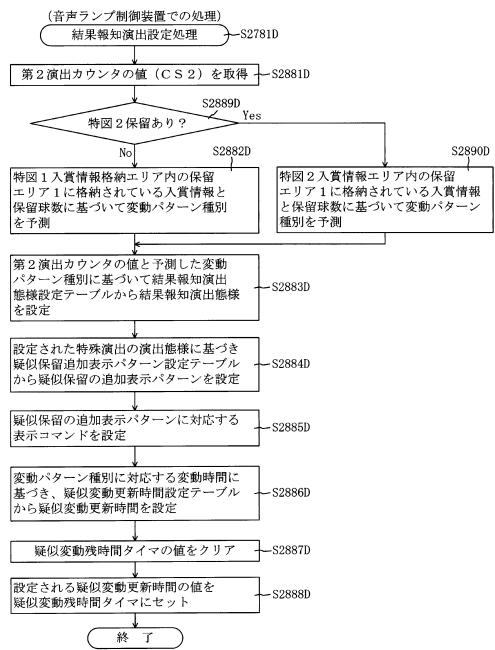 (音声ランプ制御装置での処理)
結果報知演出設定処理
S2781D
第2演出カウンタの値(CS2)を取得
S2881D
S2889D
特図2保留あり?
Yes
No
S2882D
特図1入賞情報格納エリア内の保留
エリア1に格納されている入賞情報と
保留球数に基づいて変動パターン種別
を予測
S2890D
特図2入賞情報格納エリア内の保留
エリア1に格納されている入賞情報
と保留球数に基づいて変動パターン
種別を予測
第2演出カウンタの値と予測した変動
パターン種別に基づいて結果報知演出
態様設定テーブルから結果報知演出態様
を設定
S2883D
設定された特殊演出の演出態様に基づき
疑似保留追加表示パターン設定テーブル
から疑似保留の追加表示パターンを設定
S2884D
疑似保留の追加表示パターンに対応する
表示コマンドを設定
S2885D
変動パターン種別に対応する変動時間に
基づき、疑似変動更新時間設定テーブル
から疑似変動更新時間を設定
S2886D
疑似変動残時間タイマの値をクリア
S2887D
設定される疑似変動更新時間の値を
疑似変動残時間タイマにセット
S2888D
終 了